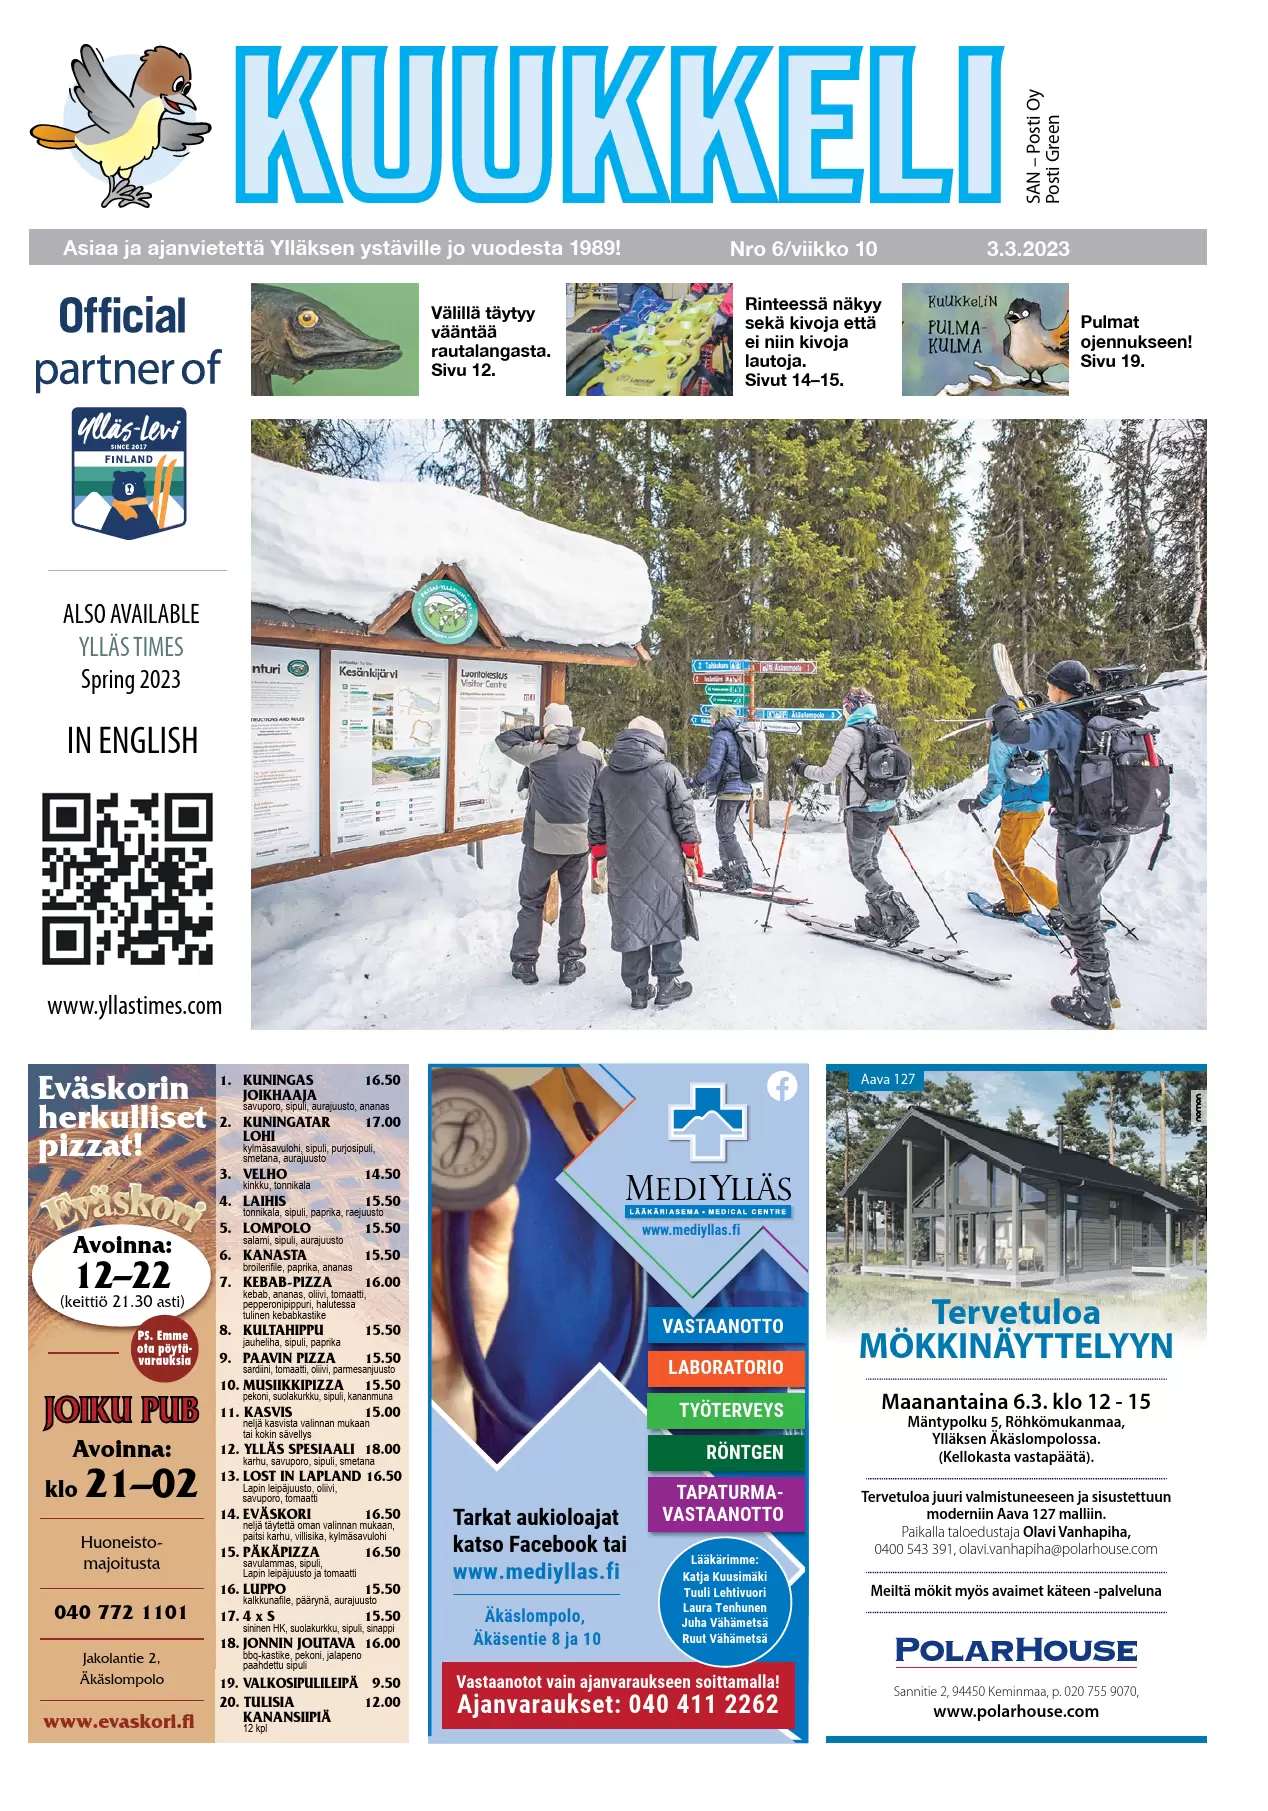 KUUKKELI
SAN – Posti Oy
Posti Green
Asiaa ja ajanvietettä Ylläksen ystäville jo vuodesta 1989!
Nro 6/viikko 10
3.3.2023
Official
partner of
Ylläs-Levi
SINCE 2017
FINLAND
ALSO AVAILABLE
YLLÄS TIMES
Spring 2023
IN ENGLISH
www.yllastimes.com
Välillä täytyy
vääntää
rautalangasta.
Sivu 12.
Rinteessä näkyy
sekä kivoja että
ei niin kivoja
lautoja.
Sivut 14–15.
KUUKKELIN
PULMA-
KULMA
Pulmat
ojennukseen!
Sivu 19.
Kesänkijärvi
Luontokeskus
Visitor Centre
Äkäslompolo
Eväskorin
herkulliset
pizzat!
Eväskori
Avoinna:
12–22
(keittiö 21.30 asti)
PS. Emme
ota pöytä-
varauksia
JOIKU PUB
Avoinna:
klo 21–02
Huoneisto-
majoitusta
040 772 1101
Jakolantie 2,
Äkäslompolo
www.evaskori.fi
1. KUNINGAS 16.50
JOIKHAAJA
savuporo, sipuli, aurajuusto, ananas
2. KUNINGATAR 17.00
LOHI
kylmäsavulohi, sipuli, purjosipuli,
smetana, aurajuusto
3. VELHO 14.50
kinkku, tonnikala
4. LAIHIS 15.50
tonnikala, sipuli, paprika, raejuusto
5. LOMPOLO 15.50
salami, sipuli, aurajuusto
6. KANASTA 15.50
broilerifile, paprika, ananas
7. KEBAB-PIZZA 16.00
kebab, ananas, oliivi, tomaatti,
pepperonipippuri, halutessa
tulinen kebabkastike
8. KULTAHIPPU 15.50
jauheliha, sipuli, paprika
9. PAAVIN PIZZA 15.50
sardiini, tomaatti, oliivi, parmesanjuusto
10. MUSIIKKIPIZZA 15.50
pekoni, suolakurkku, sipuli, kananmuna
11. KASVIS 15.00
neljä kasvista valinnan mukaan
tai kokin sävellys
12. YLLÄS SPESIAALI 18.00
karhu, savuporo, sipuli, smetana
13. LOST IN LAPLAND 16.50
Lapin leipäjuusto, oliivi,
savuporo, tomaatti
14. EVÄSKORI 16.50
neljä täytettä oman valinnan mukaan,
paitsi karhu, villisika, kylmäsavulohi
15. PÄKÄPIZZA 16.50
savulammas, sipuli,
Lapin leipäjuusto ja tomaatti
16. LUPPO 15.50
kalkkunafile, päärynä, aurajuusto
17. 4 x S 15.50
sininen HK, suolakurkku, sipuli, sinappi
18. JONNIN JOUTAVA 16.00
bbq-kastike, pekoni, jalapeno
paahdettu sipuli
19. VALKOSIPULILEIPÄ 9.50
20. TULISIA 12.00
KANANSIIPIÄ
12 kpl
MEDIYLLÄS
LÄÄKÄRIASEMA • MEDICAL CENTRE
www.mediyllas.fi
VASTAANOTTO
LABORATORIO
TYÖTERVEYS
RÖNTGEN
TAPATURMA-
VASTAANOTTO
Tarkat aukioloajat
katso Facebook tai
www.mediyllas.fi
Äkäslompolo,
Äkäsentie 8 ja 10
Lääkärimme:
Katja Kuusimäki
Tuuli Lehtivuori
Laura Tenhunen
Juha Vähämetsä
Ruut Vähämetsä
Vastaanotot vain ajanvaraukseen soittamalla!
Ajanvaraukset: 040 411 2262
Aava 127
Tervetuloa
MÖKKINÄYTTELYYN
Maanantaina 6.3. klo 12 - 15
Mäntypolku 5, Röhkömukanmaa,
Ylläksen Äkäslompolossa.
(Kellokasta vastapäätä).
Tervetuloa juuri valmistuneeseen ja sisustettuun
moderniin Aava 127 malliin.
Paikalla taloedustaja Olavi Vanhapiha,
0400 543 391, olavi.vanhapiha@polarhouse.com
Meiltä mökit myös avaimet käteen -palveluna
POLARHOUSE
Sannitie 2, 94450 Keminmaa, p. 020 755 9070,
www.polarhouse.com